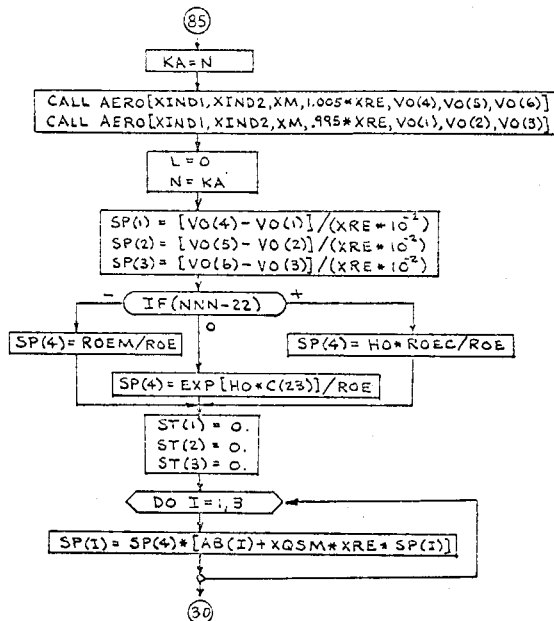 85
KA=N
CALL AERO[XIND1,XIND2,XM,1.005*XRE,VO(4),VO(5),VO(6)]
CALL AERO[XIND1,XIND2,XM,.995*XRE,VO(1),VO(2),VO(3)]
L=0
N=KA
SP(1) = [VO(4)-VO(1)]/(XRE*10⁻²)
SP(2) = [VO(5)-VO(2)]/(XRE*10⁻²)
SP(3) = [VO(6)-VO(3)]/(XRE*10⁻²)
- IF(NNN-22) +
0
SP(4)=ROEM/ROE
SP(4)=HO*ROEC/ROE
SP(4)=EXP[HO*C(23)]/ROE
ST(1) = 0.
ST(2) = 0.
ST(3) = 0.
DO I=1,3
SP(I)=SP(4)*[AB(I)+XQSM*XRE*SP(I)]
30